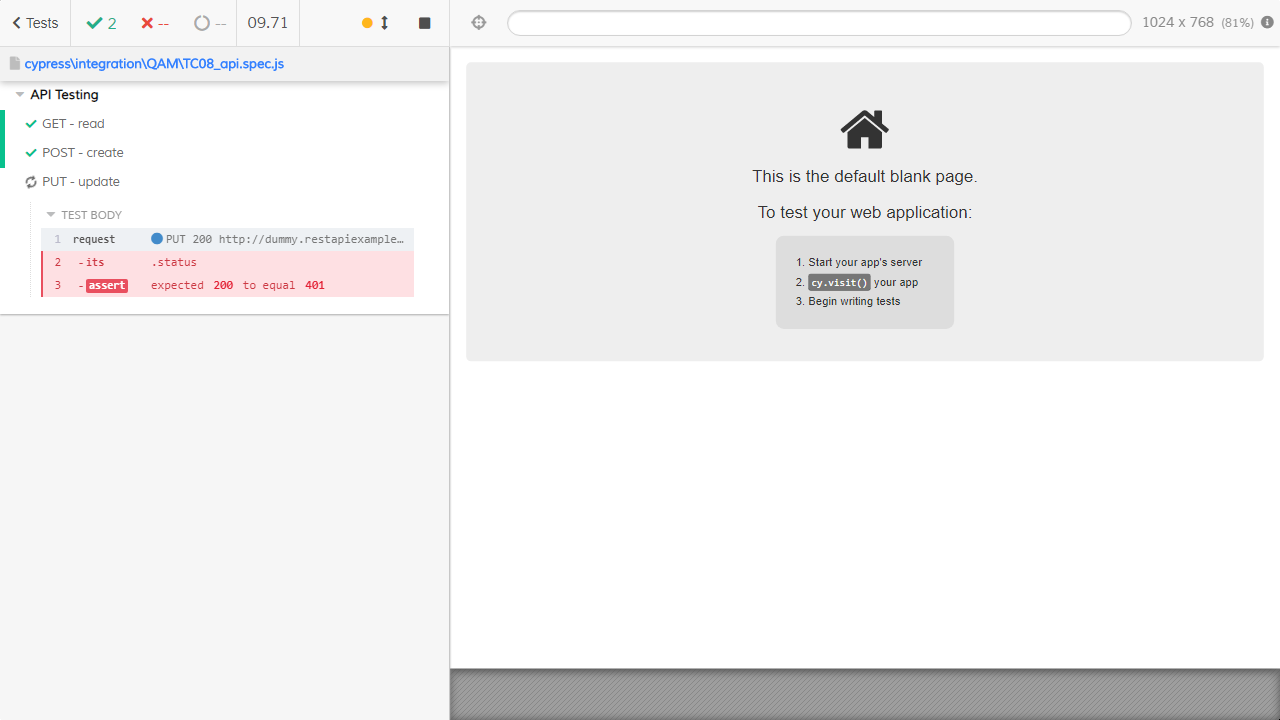 Tests 2 -- -- 09.71
1024 x 768 (81%)
cypress\integration\QAM\TC08_api.spec.js
API Testing
GET - read
POST - create
PUT - update
TEST BODY
1 request PUT 200 http://dummy.restapiexample…
2 -its .status
3 -assert expected 200 to equal 401
This is the default blank page.
To test your web application:
1. Start your app's server
2. cy.visit() your app
3. Begin writing tests